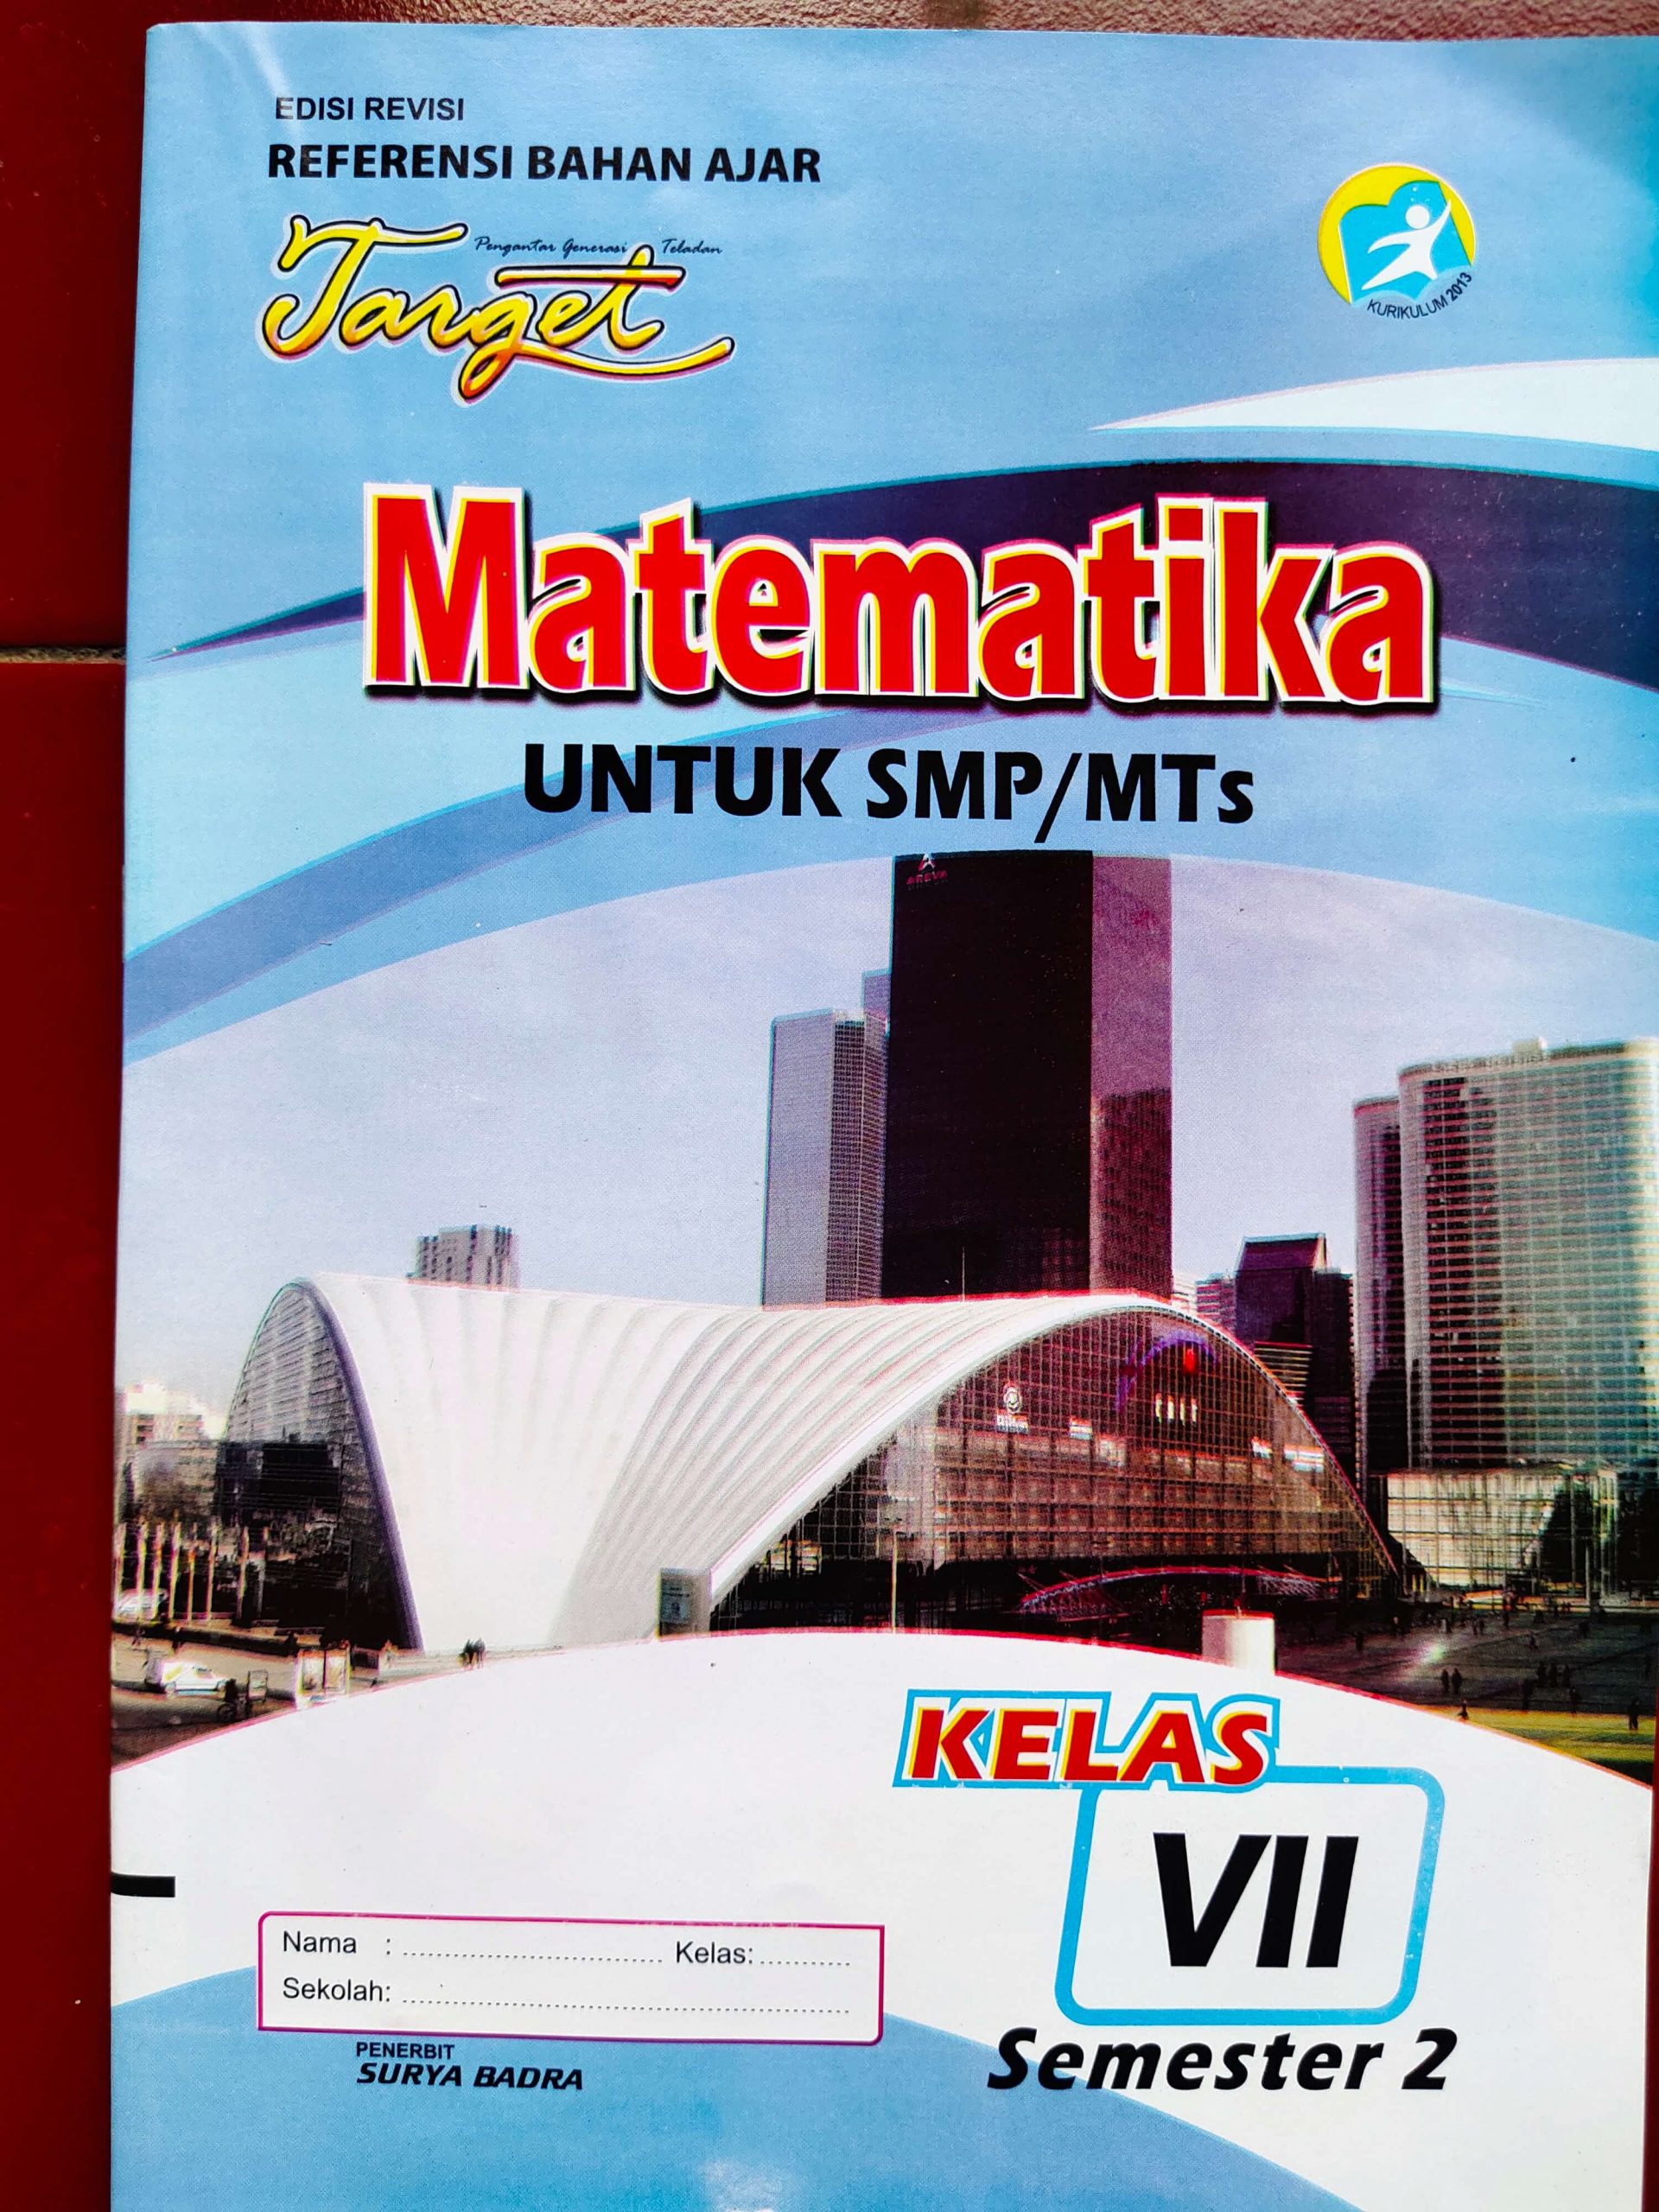 EDISI REVISI
REFERENSI BAHAN AJAR
Pengantar Generasi Teladan
Target
KURIKULUM 2013
Matematika
UNTUK SMP/MTs
AREVA
KELAS
VII
Nama : ............................... Kelas:...........
Sekolah: ......................................................
Semester 2
PENERBIT
SURYA BADRA